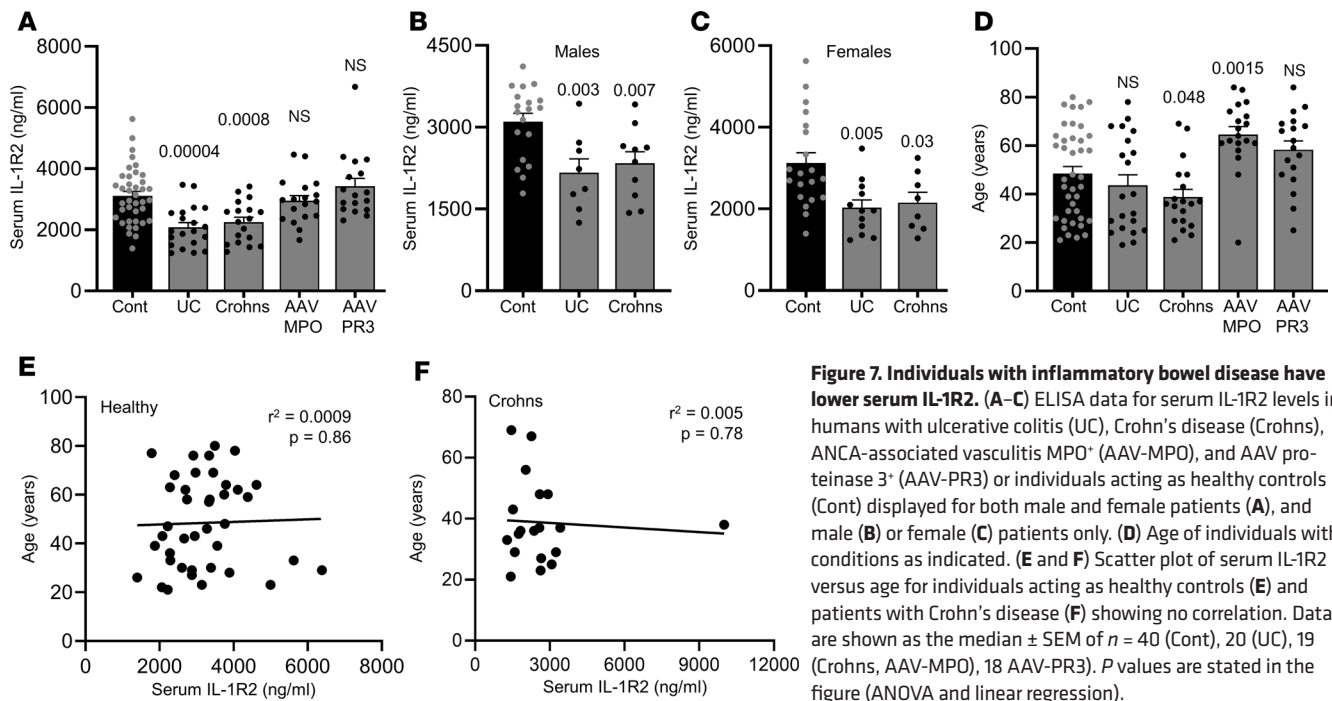 A
Serum IL-1R2 (ng/ml)
8000
6000
4000
2000
0
0.00004
0.0008
NS
NS
Cont
UC
Crohns
AAV
MPO
AAV
PR3
B
Males
Serum IL-1R2 (ng/ml)
4500
3000
1500
0
0.003
0.007
Cont
UC
Crohns
C
Females
Serum IL-1R2 (ng/ml)
6000
4000
2000
0
0.005
0.03
Cont
UC
Crohns
D
Age (years)
100
80
60
40
20
0
NS
0.048
0.0015
NS
Cont
UC
Crohns
AAV
MPO
AAV
PR3
E
Healthy
r² = 0.0009
p = 0.86
Age (years)
100
80
60
40
20
0
0 2000 4000 6000 8000
Serum IL-1R2 (ng/ml)
F
Crohns
r² = 0.005
p = 0.78
Age (years)
80
60
40
20
0
0 3000 6000 9000 12000
Serum IL-1R2 (ng/ml)
Figure 7. Individuals with inflammatory bowel disease have
lower serum IL-1R2. (A–C) ELISA data for serum IL-1R2 levels in
humans with ulcerative colitis (UC), Crohn's disease (Crohns),
ANCA-associated vasculitis MPO⁺ (AAV-MPO), and AAV pro-
teinase 3⁺ (AAV-PR3) or individuals acting as healthy controls
(Cont) displayed for both male and female patients (A), and
male (B) or female (C) patients only. (D) Age of individuals with
conditions as indicated. (E and F) Scatter plot of serum IL-1R2
versus age for individuals acting as healthy controls (E) and
patients with Crohn's disease (F) showing no correlation. Data
are shown as the median ± SEM of n = 40 (Cont), 20 (UC), 19
(Crohns, AAV-MPO), 18 AAV-PR3). P values are stated in the
figure (ANOVA and linear regression).